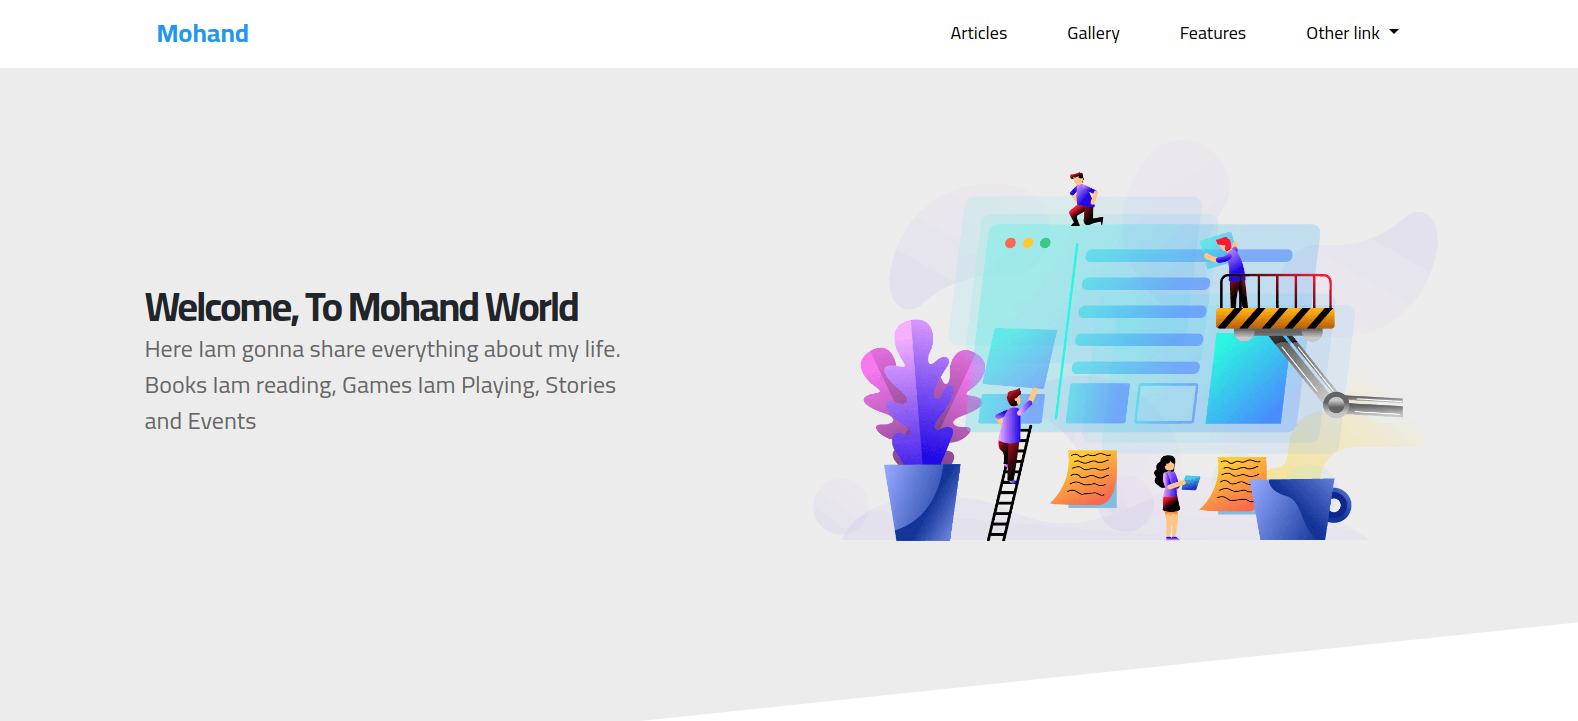 Mohand
Articles Gallery Features Other link
Welcome, To Mohand World
Here Iam gonna share everything about my life.
Books Iam reading, Games Iam Playing, Stories
and Events